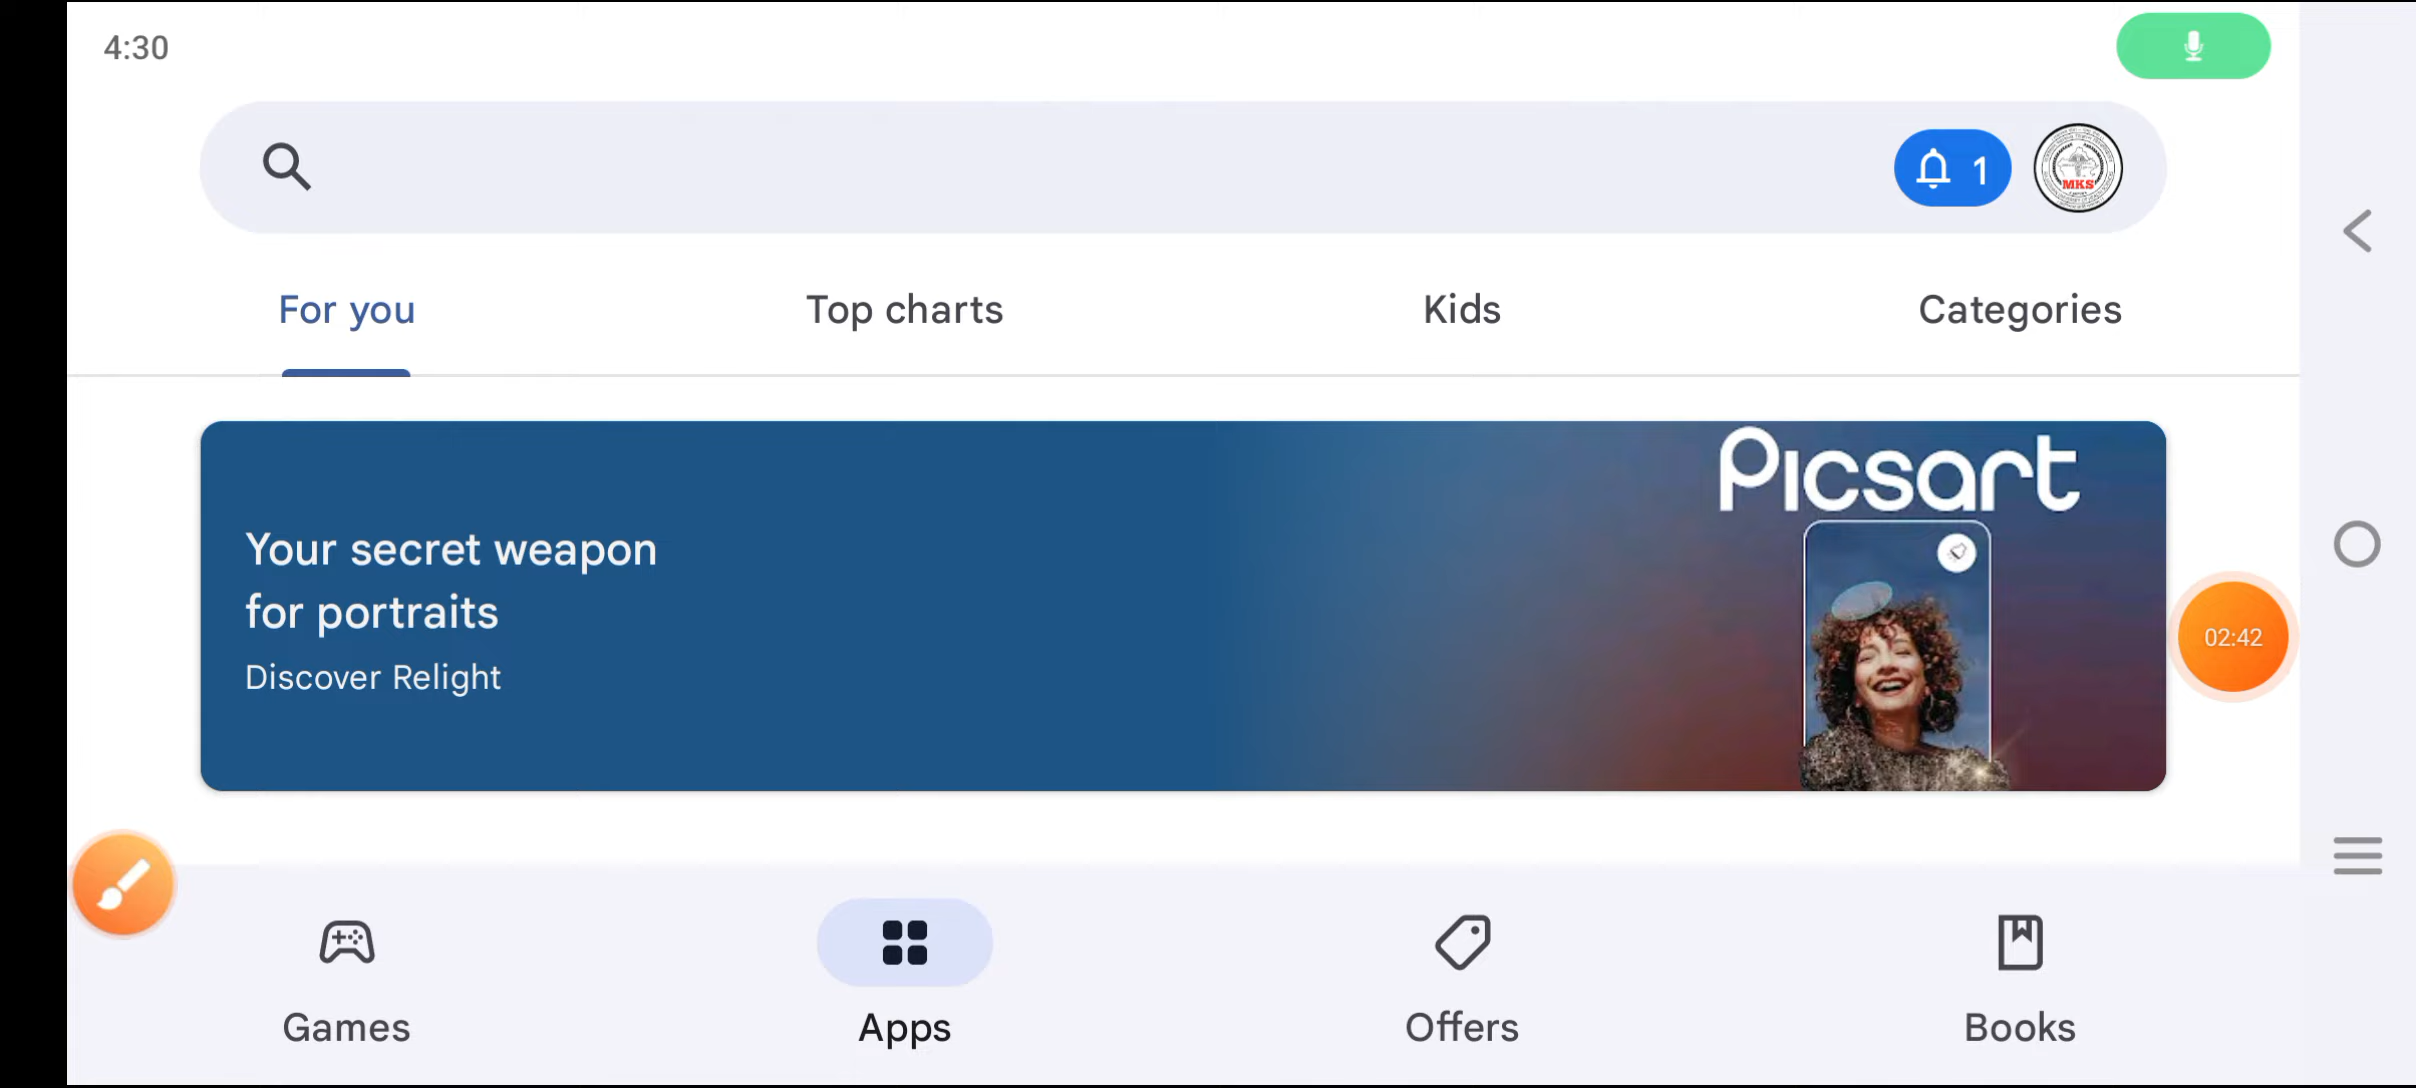 4:30
1
MKS
For you
Top charts
Kids
Categories
Picsart
Your secret weapon
for portraits
Discover Relight
02:42
Games
Apps
Offers
Books